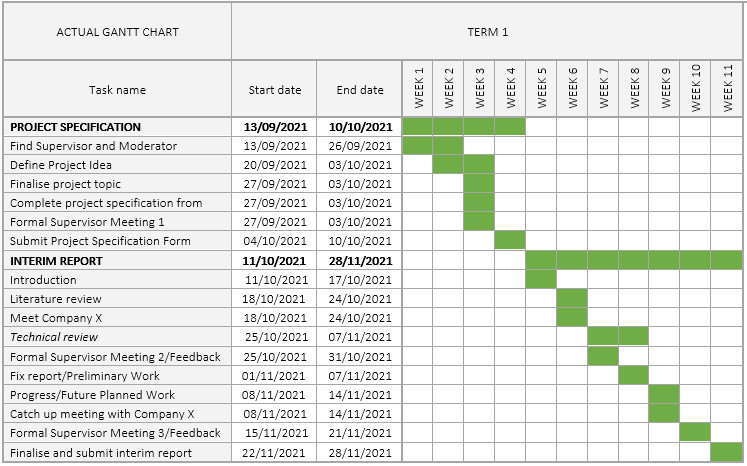 ACTUAL GANTT CHART TERM 1
Task name Start date End date WEEK 1 WEEK 2 WEEK 3 WEEK 4 WEEK 5 WEEK 6 WEEK 7 WEEK 8 WEEK 9 WEEK 10 WEEK 11
PROJECT SPECIFICATION 13/09/2021 10/10/2021
Find Supervisor and Moderator 13/09/2021 26/09/2021
Define Project Idea 20/09/2021 03/10/2021
Finalise project topic 27/09/2021 03/10/2021
Complete project specification from 27/09/2021 03/10/2021
Formal Supervisor Meeting 1 27/09/2021 03/10/2021
Submit Project Specification Form 04/10/2021 10/10/2021
INTERIM REPORT 11/10/2021 28/11/2021
Introduction 11/10/2021 17/10/2021
Literature review 18/10/2021 24/10/2021
Meet Company X 18/10/2021 24/10/2021
Technical review 25/10/2021 07/11/2021
Formal Supervisor Meeting 2/Feedback 25/10/2021 31/10/2021
Fix report/Preliminary Work 01/11/2021 07/11/2021
Progress/Future Planned Work 08/11/2021 14/11/2021
Catch up meeting with Company X 08/11/2021 14/11/2021
Formal Supervisor Meeting 3/Feedback 15/11/2021 21/11/2021
Finalise and submit interim report 22/11/2021 28/11/2021